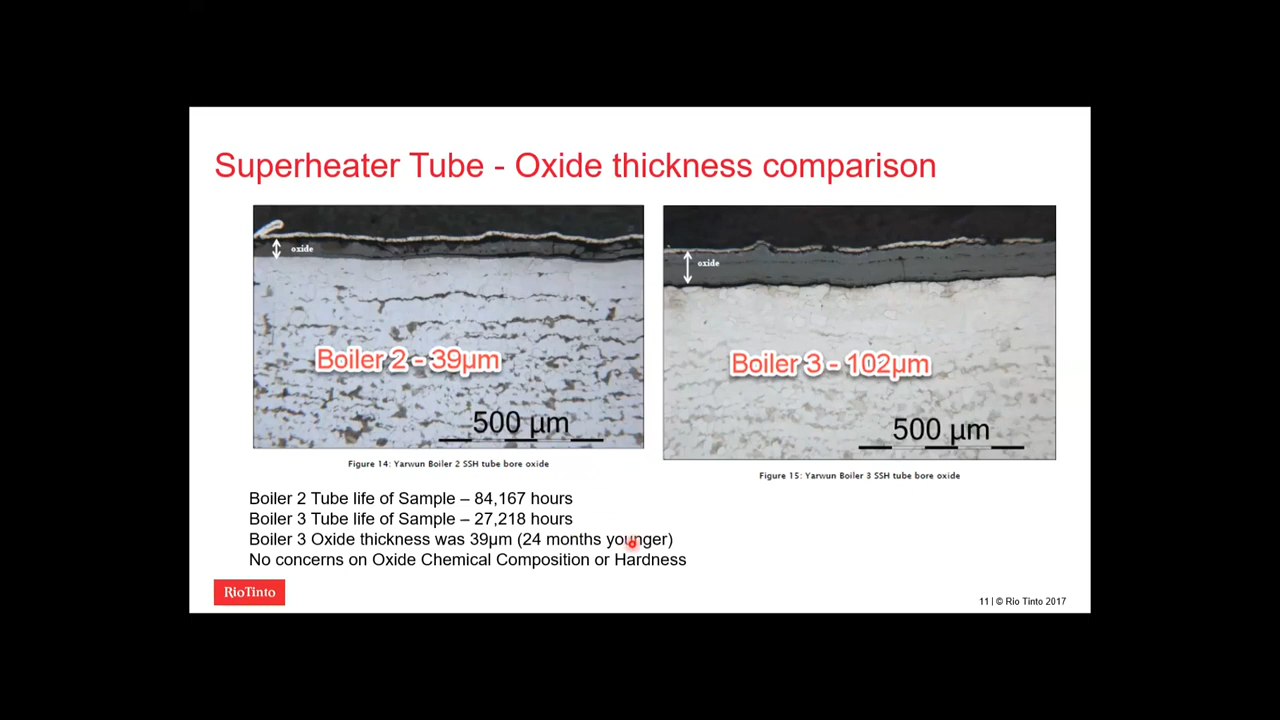 Superheater Tube - Oxide thickness comparison
oxide
Boiler 2 - 39µm
500 µm
Figure 14: Yarwun Boiler 2 SSH tube bore oxide
oxide
Boiler 3 - 102µm
500 µm
Figure 15: Yarwun Boiler 3 SSH tube bore oxide
Boiler 2 Tube life of Sample – 84,167 hours
Boiler 3 Tube life of Sample – 27,218 hours
Boiler 3 Oxide thickness was 39µm (24 months younger)
No concerns on Oxide Chemical Composition or Hardness
RioTinto
11 | © Rio Tinto 2017